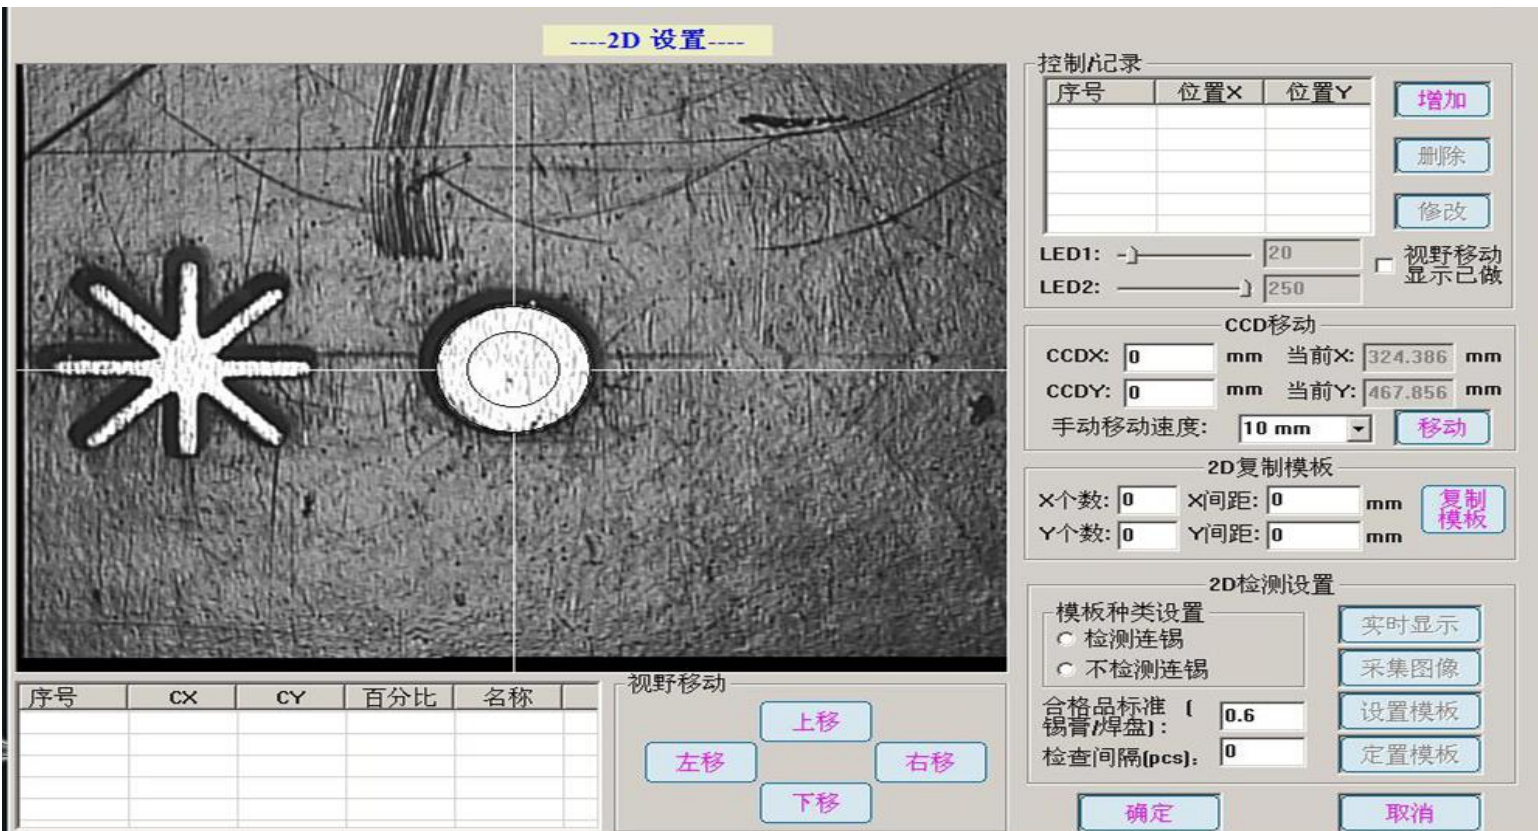 ----2D 设置----
控制/记录
序号 位置X 位置Y
增加
删除
修改
LED1: 20
LED2: 250
视野移动
显示已做
CCD移动
CCDX: 0 mm 当前X: 324.386 mm
CCDY: 0 mm 当前Y: 467.856 mm
手动移动速度: 10 mm 移动
2D复制模板
X个数: 0 X间距: 0 mm
Y个数: 0 Y间距: 0 mm
复制
模板
2D检测设置
模板种类设置
检测连锡
不检测连锡
合格品标准 (
锡膏/焊盘): 0.6
检查间隔(pcs): 0
实时显示
采集图像
设置模板
定置模板
确定 取消
序号 CX CY 百分比 名称
视野移动
上移
左移 右移
下移